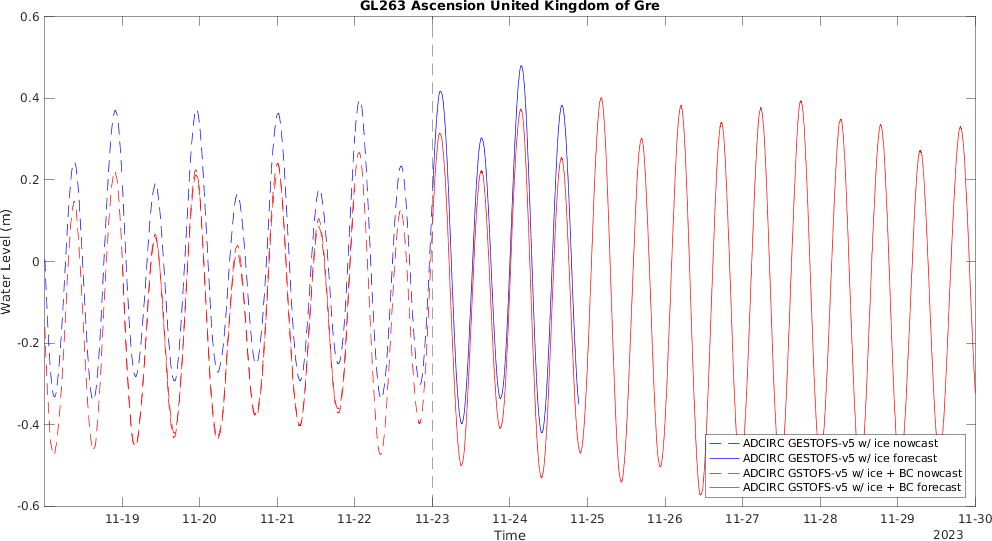 GL263 Ascension United Kingdom of Gre
0.6
0.4
0.2
0
-0.2
-0.4
-0.6
Water Level (m)
11-19
11-20
11-21
11-22
11-23
11-24
11-25
11-26
11-27
11-28
11-29
11-30
Time
2023
ADCIRC GESTOFS-v5 w/ ice nowcast
ADCIRC GESTOFS-v5 w/ ice forecast
ADCIRC GSTOFS-v5 w/ ice + BC nowcast
ADCIRC GSTOFS-v5 w/ ice + BC forecast